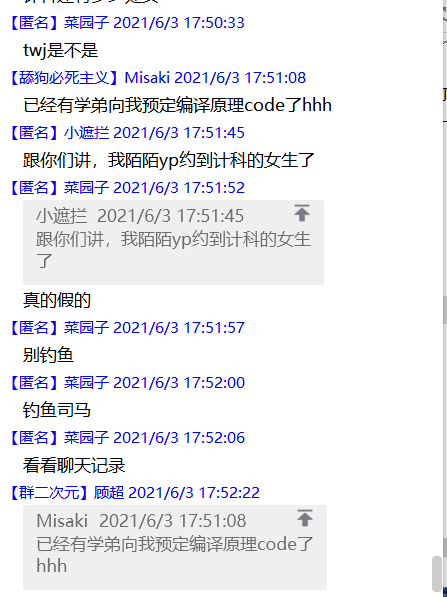 【匿名】菜园子 2021/6/3 17:50:33
twj是不是
【舔狗必死主义】Misaki 2021/6/3 17:51:08
已经有学弟向我预定编译原理code了hhh
【匿名】小遮拦 2021/6/3 17:51:45
跟你们讲，我陌陌yp约到计科的女生了
【匿名】菜园子 2021/6/3 17:51:52
小遮拦 2021/6/3 17:51:45
跟你们讲，我陌陌yp约到计科的女生
了
真的假的
【匿名】菜园子 2021/6/3 17:51:57
别钓鱼
【匿名】菜园子 2021/6/3 17:52:00
钓鱼司马
【匿名】菜园子 2021/6/3 17:52:06
看看聊天记录
【群二次元】顾超 2021/6/3 17:52:22
Misaki 2021/6/3 17:51:08
已经有学弟向我预定编译原理code了
hhh